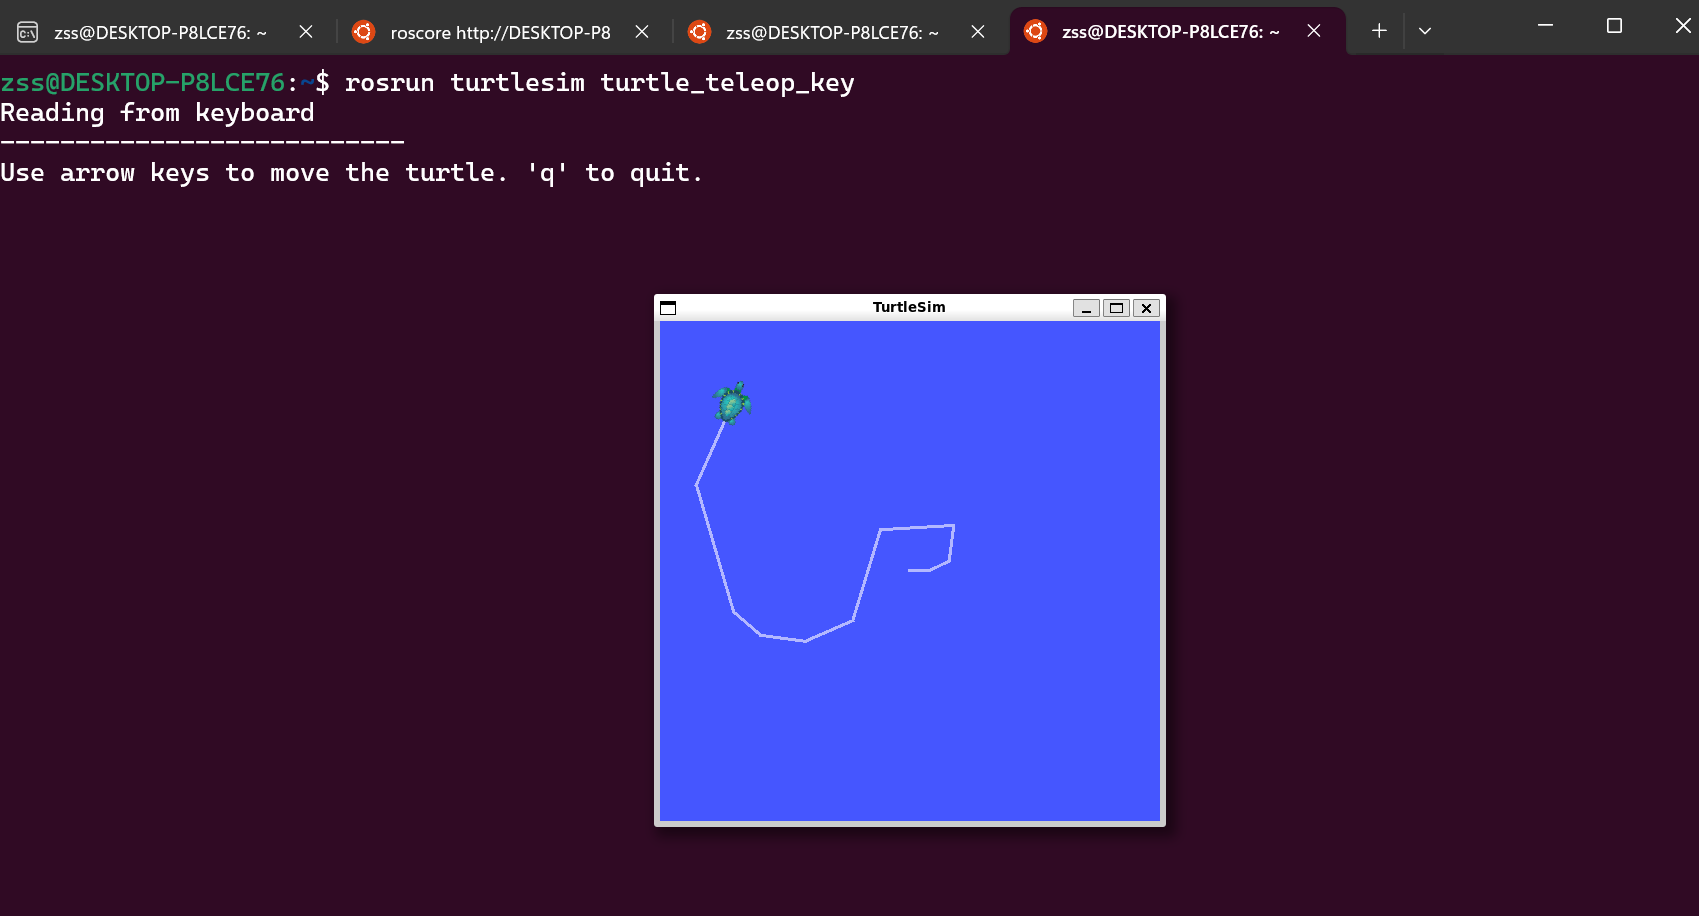 zss@DESKTOP-P8LCE76: ~
roscore http://DESKTOP-P8
zss@DESKTOP-P8LCE76: ~
zss@DESKTOP-P8LCE76: ~
zss@DESKTOP-P8LCE76:~$ rosrun turtlesim turtle_teleop_key
Reading from keyboard
---------------------------
Use arrow keys to move the turtle. 'q' to quit.
TurtleSim